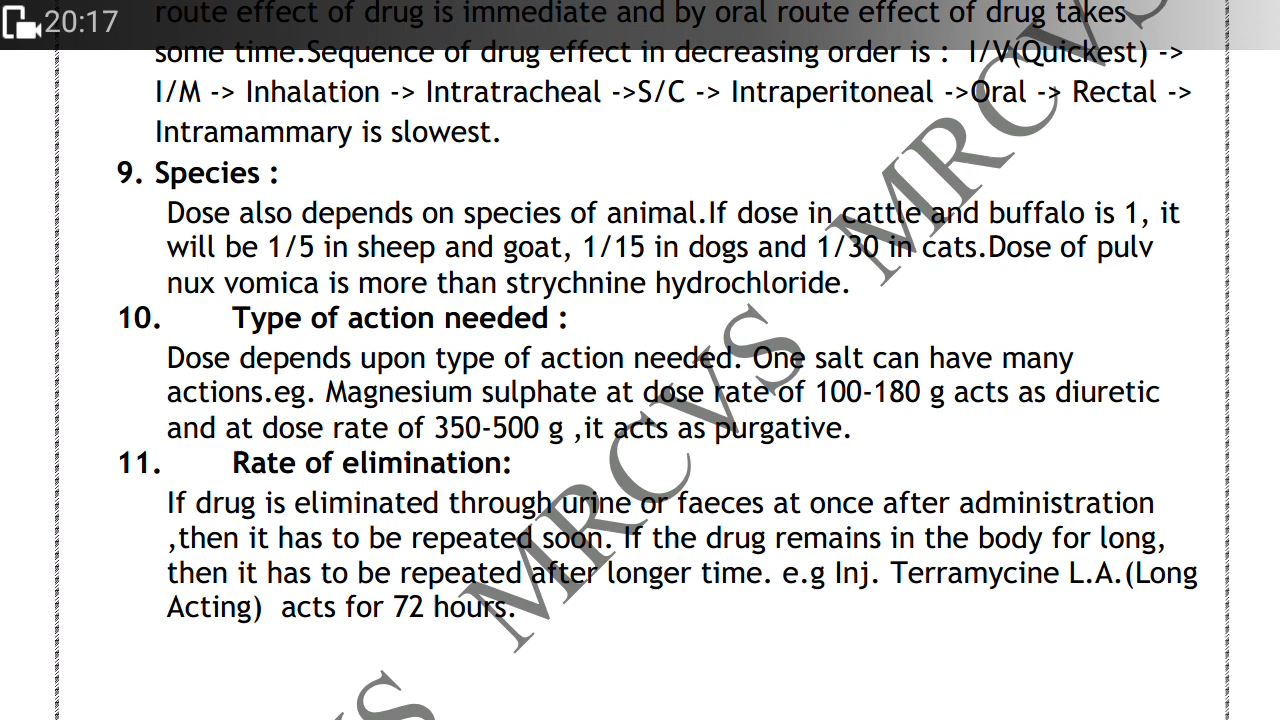 20:17
route effect of drug is immediate and by oral route effect of drug takes
some time.Sequence of drug effect in decreasing order is : I/V(Quickest) ->
I/M -> Inhalation -> Intratracheal ->S/C -> Intraperitoneal ->Oral -> Rectal ->
Intramammary is slowest.
9. Species :
Dose also depends on species of animal.If dose in cattle and buffalo is 1, it
will be 1/5 in sheep and goat, 1/15 in dogs and 1/30 in cats.Dose of pulv
nux vomica is more than strychnine hydrochloride.
10. Type of action needed :
Dose depends upon type of action needed. One salt can have many
actions.eg. Magnesium sulphate at dose rate of 100-180 g acts as diuretic
and at dose rate of 350-500 g ,it acts as purgative.
11. Rate of elimination:
If drug is eliminated through urine or faeces at once after administration
,then it has to be repeated soon. If the drug remains in the body for long,
then it has to be repeated after longer time. e.g Inj. Terramycine L.A.(Long
Acting) acts for 72 hours.
MRCVS
MRCVS
S